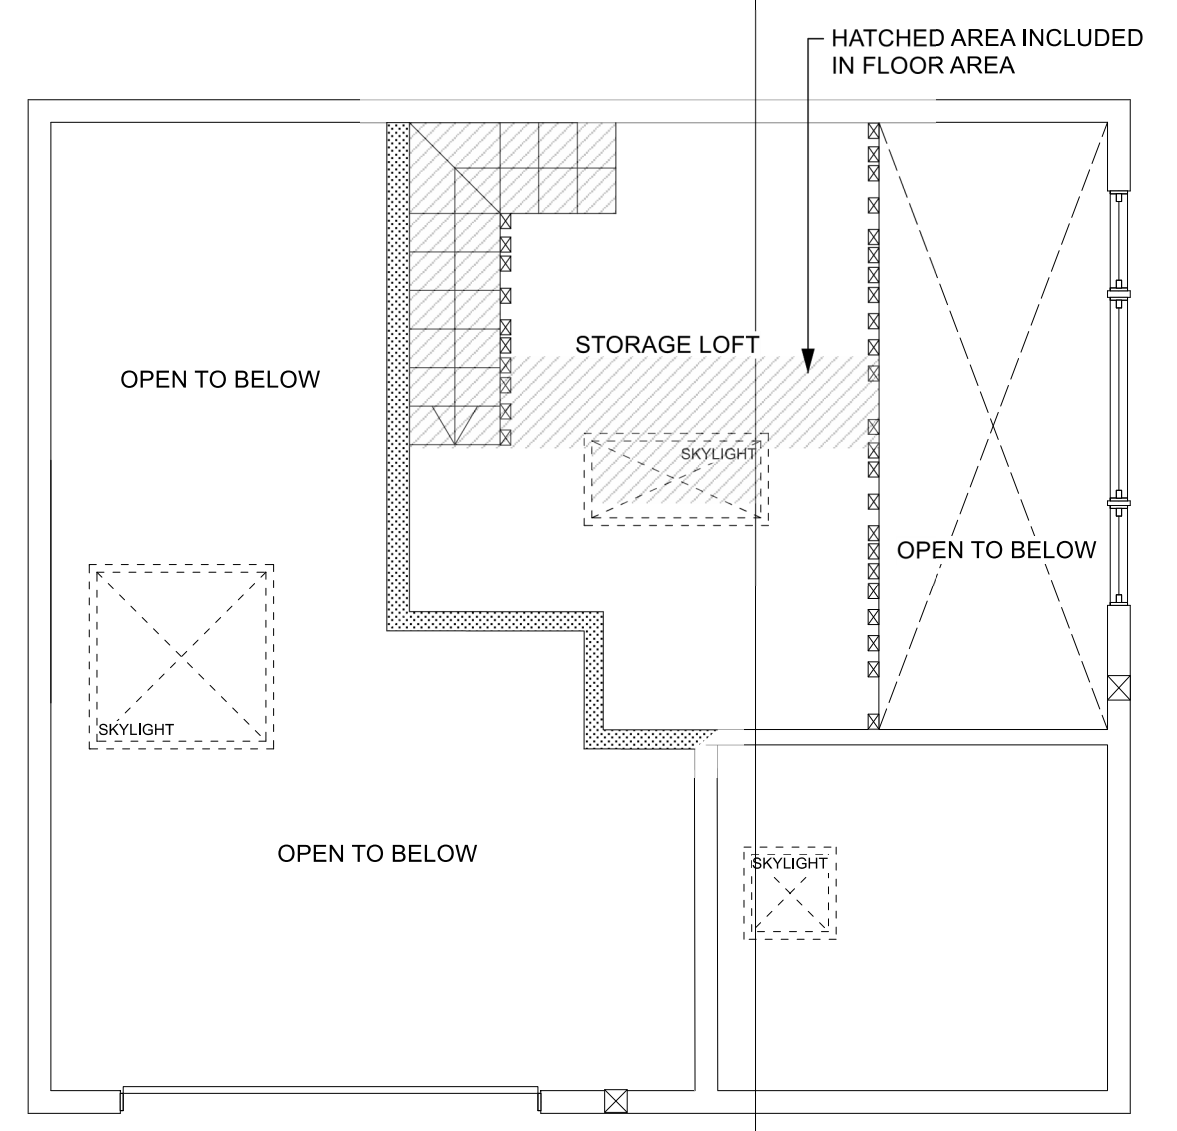 HATCHED AREA INCLUDED
IN FLOOR AREA
STORAGE LOFT
OPEN TO BELOW
SKYLIGHT
OPEN TO BELOW
SKYLIGHT
OPEN TO BELOW
SKYLIGHT